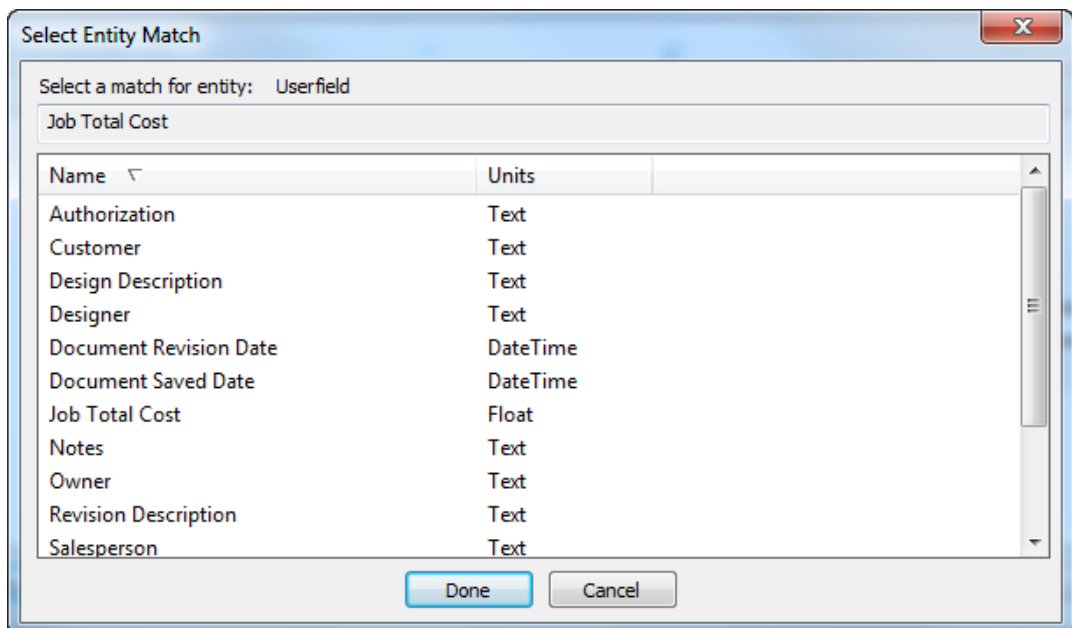 Select Entity Match
Select a match for entity: Userfield
Job Total Cost
Name Units
Authorization Text
Customer Text
Design Description Text
Designer Text
Document Revision Date DateTime
Document Saved Date DateTime
Job Total Cost Float
Notes Text
Owner Text
Revision Description Text
Salesperson Text
Done Cancel